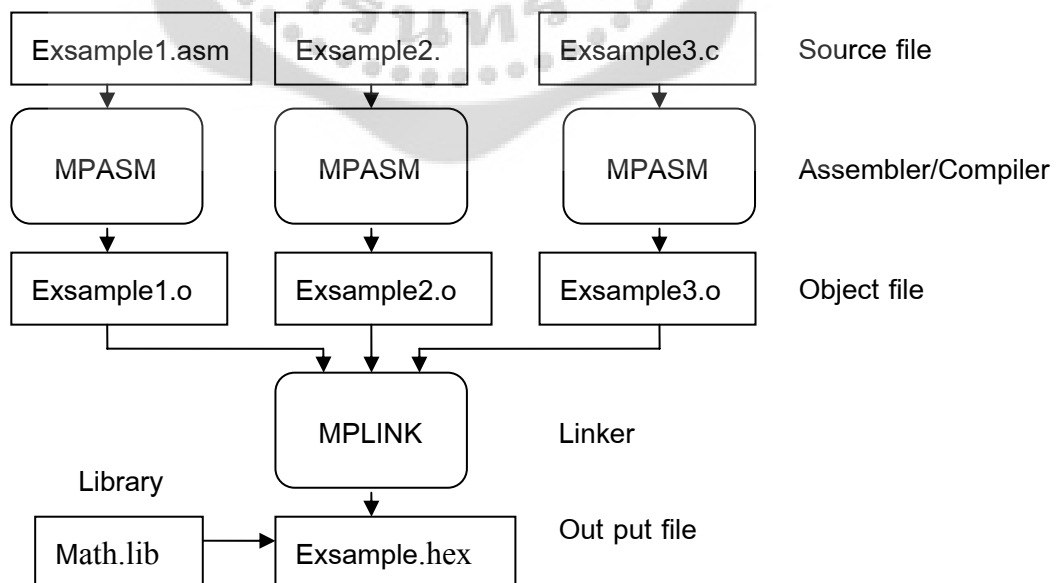 Exsample1.asm Exsample2. Exsample3.c Source file
MPASM MPASM MPASM Assembler/Compiler
Exsample1.o Exsample2.o Exsample3.o Object file
MPLINK Linker
Library
Out put file
Math.lib Exsample.hex